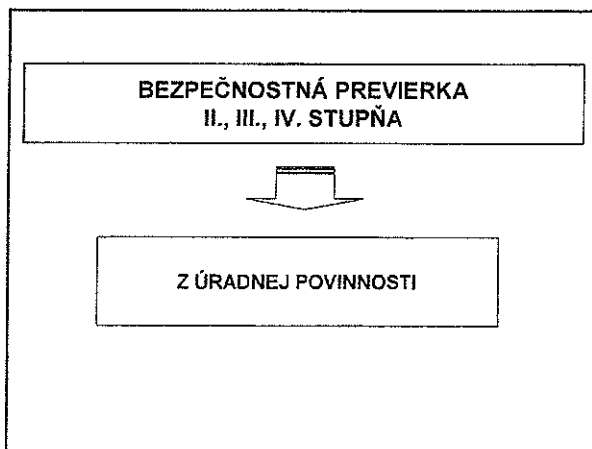 BEZPEČNOSTNÁ PREVIERKA
II., III., IV. STUPŇA
Z ÚRADNEJ POVINNOSTI